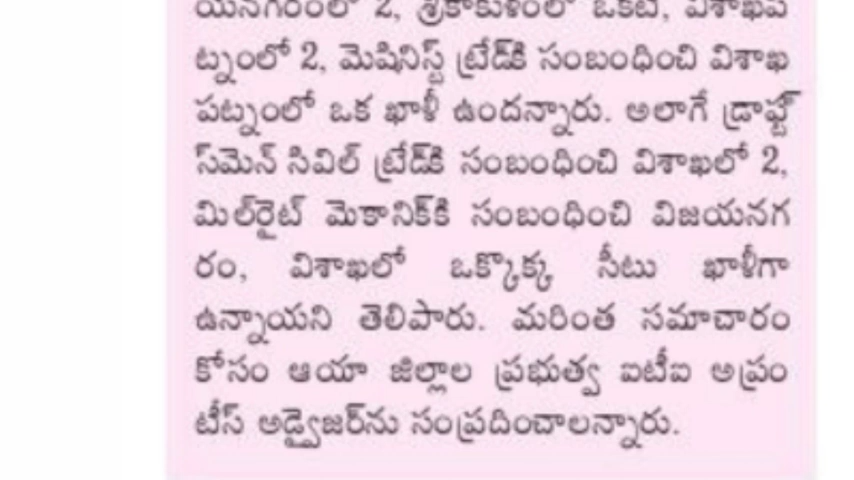 యనగరంలో 2, శ్రీకాకుళంలో ఒకటి, విశాఖప
ట్నంలో 2, మెషినిస్ట్ ట్రేడ్‌కి సంబంధించి విశాఖ
పట్నంలో ఒక ఖాళీ ఉందన్నారు. అలాగే డ్రాఫ్ట్
స్‌మెన్ సివిల్ ట్రేడ్‌కి సంబంధించి విశాఖలో 2,
మిల్‌రైట్ మెకానిక్‌కి సంబంధించి విజయనగ
రం, విశాఖలో ఒక్కొక్క సీటు ఖాళీగా
ఉన్నాయని తెలిపారు. మరింత సమాచారం
కోసం ఆయా జిల్లాల ప్రభుత్వ ఐటీఐ అప్రం
టీస్ అడ్వైజర్‌ను సంప్రదించాలన్నారు.